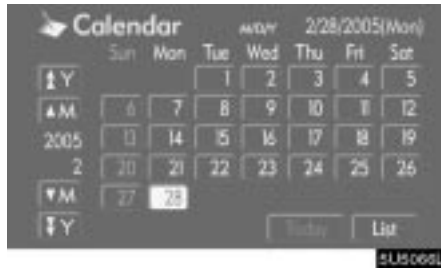 Calendar M/D/Y 2/28/2005(Mon)
Sun Mon Tue Wed Thu Fri Sat
Y 1 2 3 4 5
M 6 7 8 9 10 11 12
2005 13 14 15 16 17 18 19
2 20 21 22 23 24 25 26
M 27 28
Y Today List
5U5066L